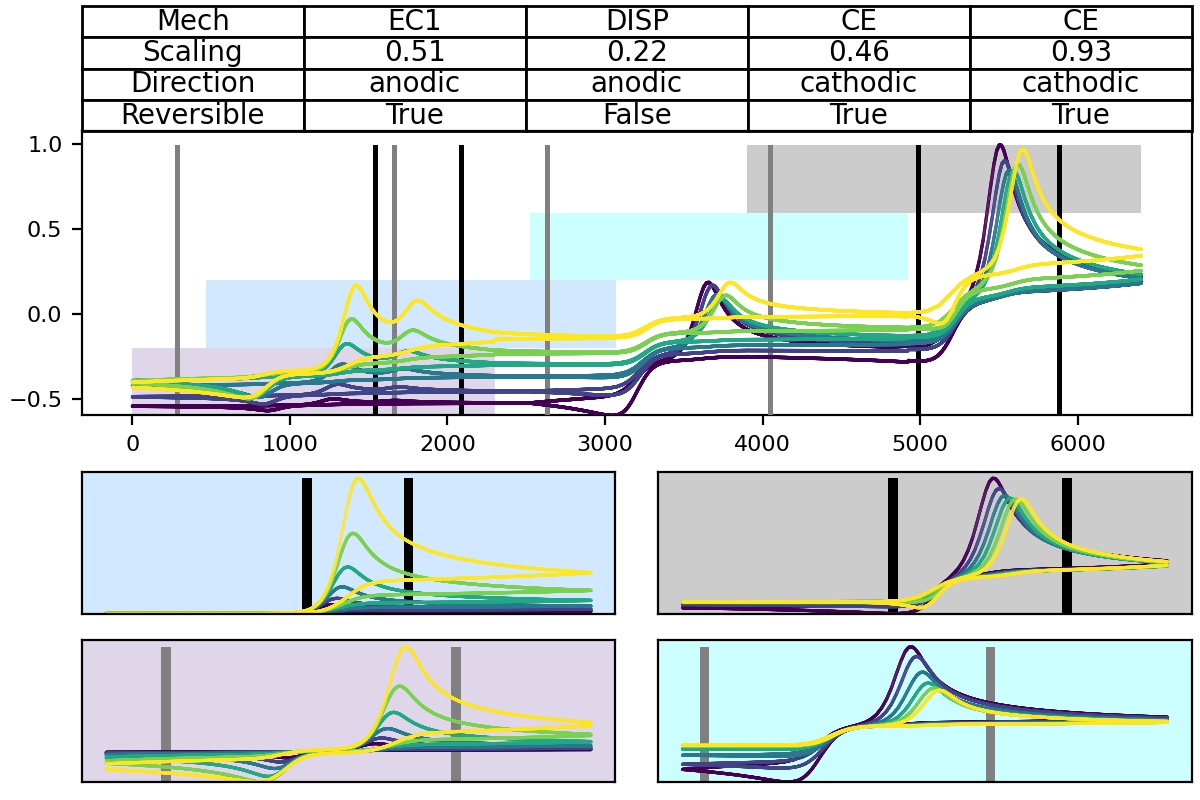 Mech EC1 DISP CE CE
Scaling 0.51 0.22 0.46 0.93
Direction anodic anodic cathodic cathodic
Reversible True False True True
1.0
0.5
0.0
−0.5
0 1000 2000 3000 4000 5000 6000